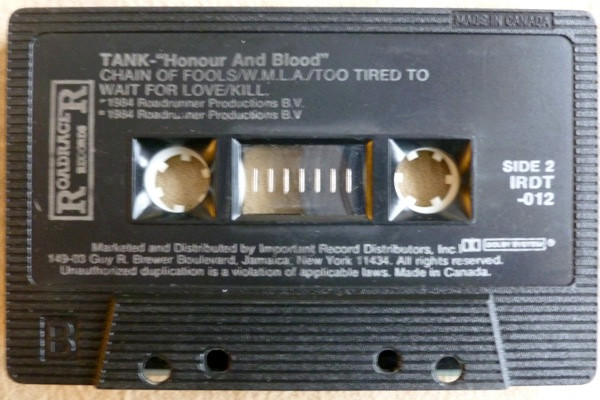 MADE IN CANADA
TANK-"Honour And Blood"
CHAIN OF FOOLS/W.M.L.A./TOO TIRED TO
WAIT FOR LOVE/KILL.
℗1984 Roadrunner Productions B.V.
©1984 Roadrunner Productions B.V
ROADRACER
RECORDS
SIDE 2
IRDT
-012
Marketed and Distributed by Important Record Distributors, Inc. DOLBY SYSTEM ®
149-03 Guy R. Brewer Boulevard, Jamaica, New York 11434. All rights reserved.
Unauthorized duplication is a violation of applicable laws. Made in Canada.
B